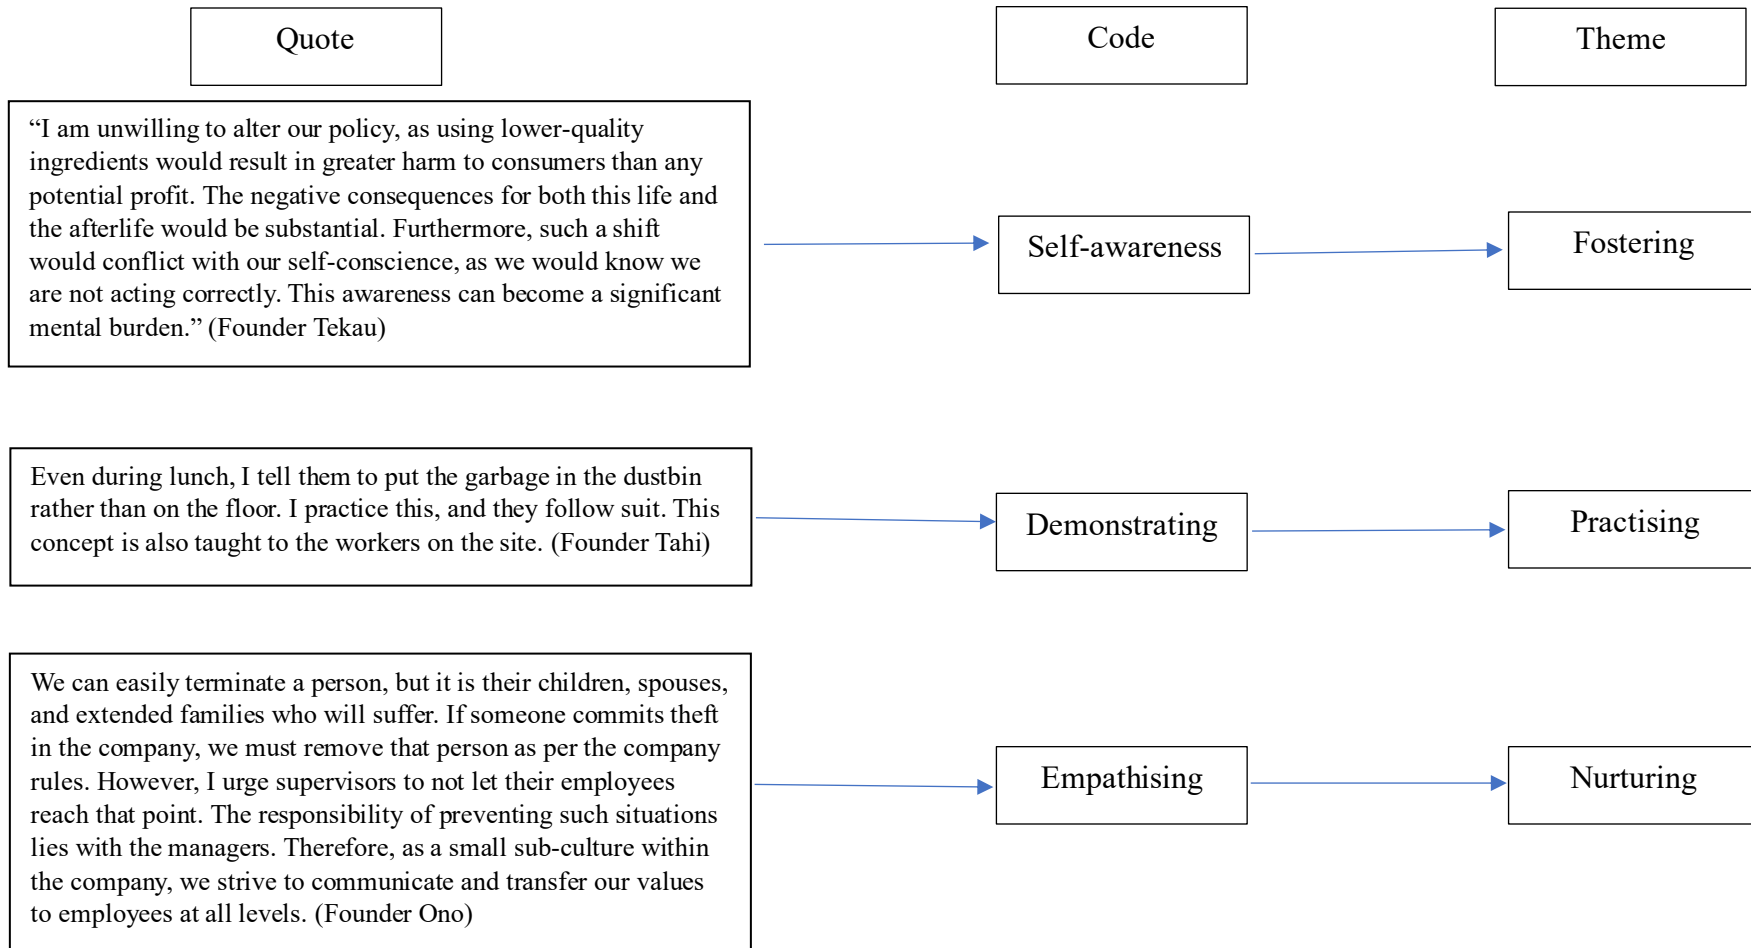 Quote
Code
Theme
“I am unwilling to alter our policy, as using lower-quality
ingredients would result in greater harm to consumers than any
potential profit. The negative consequences for both this life and
the afterlife would be substantial. Furthermore, such a shift
would conflict with our self-conscience, as we would know we
are not acting correctly. This awareness can become a significant
mental burden.” (Founder Tekau)
Self-awareness
Fostering
Even during lunch, I tell them to put the garbage in the dustbin
rather than on the floor. I practice this, and they follow suit. This
concept is also taught to the workers on the site. (Founder Tahi)
Demonstrating
Practising
We can easily terminate a person, but it is their children, spouses,
and extended families who will suffer. If someone commits theft
in the company, we must remove that person as per the company
rules. However, I urge supervisors to not let their employees
reach that point. The responsibility of preventing such situations
lies with the managers. Therefore, as a small sub-culture within
the company, we strive to communicate and transfer our values
to employees at all levels. (Founder Ono)
Empathising
Nurturing